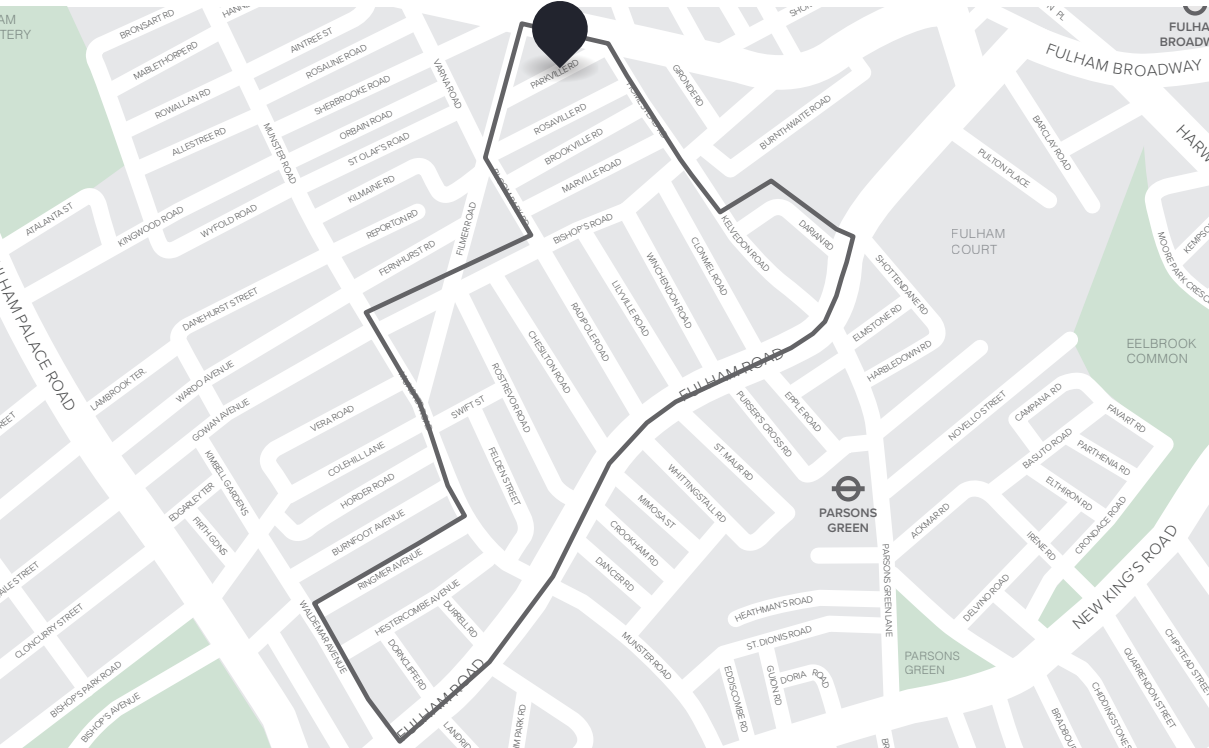 BRONSART RD
MABLETHORPE RD
ROWALLAN RD
ALLESTREE RD
AINTREE ST
ROSALINE ROAD
SHERBROOKE ROAD
ORBAIN ROAD
ST OLAF'S ROAD
KILMAINE RD
REPORTON RD
FERNHURST RD
MUNSTER ROAD
VARNA ROAD
FILMER ROAD
PARKVILLE RD
ROSAVILLE RD
BROOKVILLE RD
MARVILLE ROAD
BISHOP'S ROAD
GIRONDE RD
BURNTHWAITE ROAD
FULHAM BROADWAY
BARCLAY ROAD
PULTON PLACE
FULHAM
COURT
MOORE PARK CRESC
EELBROOK
COMMON
ATALANTA ST
KINGWOOD ROAD
WYFOLD ROAD
KELVEDON ROAD
DARIAN RD
CLONMEL ROAD
WINCHENDON ROAD
LILYVILLE ROAD
RADIPOLE ROAD
CHESILTON ROAD
ROSTREVOR ROAD
SWIFT ST
FELDEN STREET
SHOTTENDANE RD
ELMSTONE RD
HARBLEDOWN RD
FULHAM ROAD
EPPLE ROAD
PURSER'S CROSS RD
ST. MAUR RD
WHITTINGSTALL RD
MIMOSA ST
CROOKHAM RD
DANCER RD
DANEHURST STREET
LAMBROOK TER
WARDO AVENUE
GOWAN AVENUE
KIMBELL GARDENS
EDGARLEY TER
FIRTH GDNS
VERA ROAD
COLEHILL LANE
HORDER ROAD
BURNFOOT AVENUE
RINGMER AVENUE
HESTERCOMBE AVENUE
DURRELL RD
DORNCLIFFE RD
WALDEMAR AVENUE
FULHAM ROAD
CLONCURRY STREET
BISHOP'S PARK ROAD
BISHOP'S AVENUE
PARSONS
GREEN
PARSONS GREEN LANE
ACKMAR RD
NOVELLO STREET
CAMPANA RD
FAVART RD
BASUTO ROAD
PARTHENIA RD
ELTHIRON RD
CRONDACE ROAD
IRENE RD
DELVINO ROAD
NEW KING'S ROAD
HEATHMAN'S ROAD
ST. DIONIS ROAD
MUNSTER ROAD
EDDISCOMBE RD
GUION RD
DORIA ROAD
PARSONS
GREEN
QUARRENDON STREET